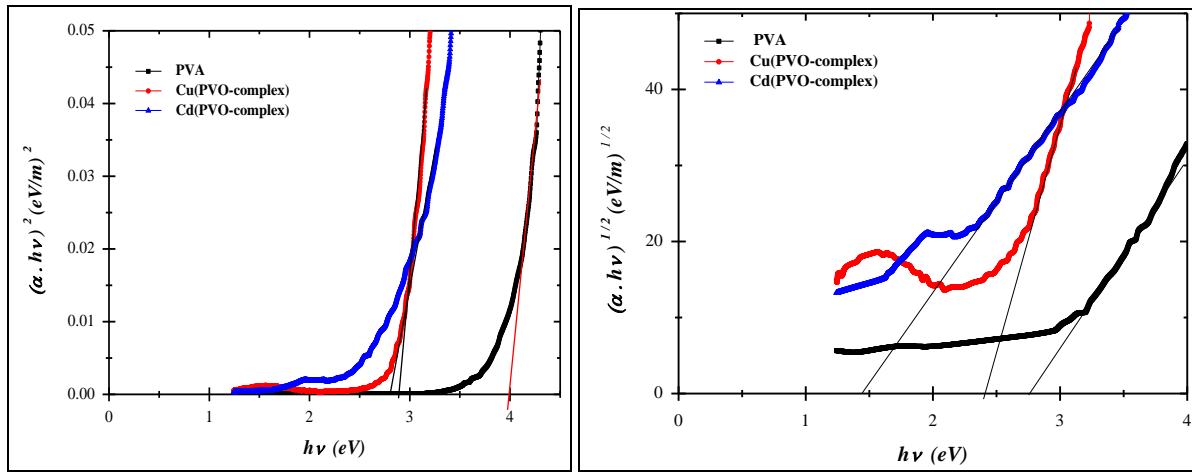 0.05
0.04
0.03
0.02
0.01
0.00
(α. hν) ² (eV/m) ²
PVA
Cu(PVO-complex)
Cd(PVO-complex)
0 1 2 3 4
hν (eV)
40
20
0
(α. hν) ¹/² (eV/m) ¹/²
PVA
Cu(PVO-complex)
Cd(PVO-complex)
0 1 2 3 4
hν (eV)